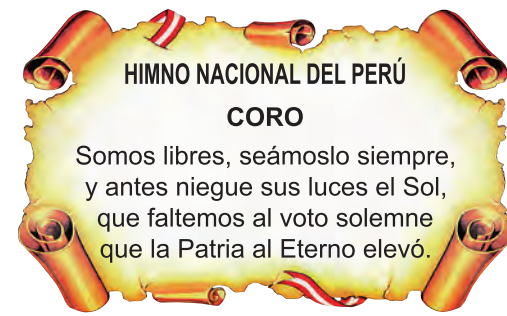 HIMNO NACIONAL DEL PERÚ
CORO
Somos libres, seámoslo siempre,
y antes niegue sus luces el Sol,
que faltemos al voto solemne
que la Patria al Eterno elevó.